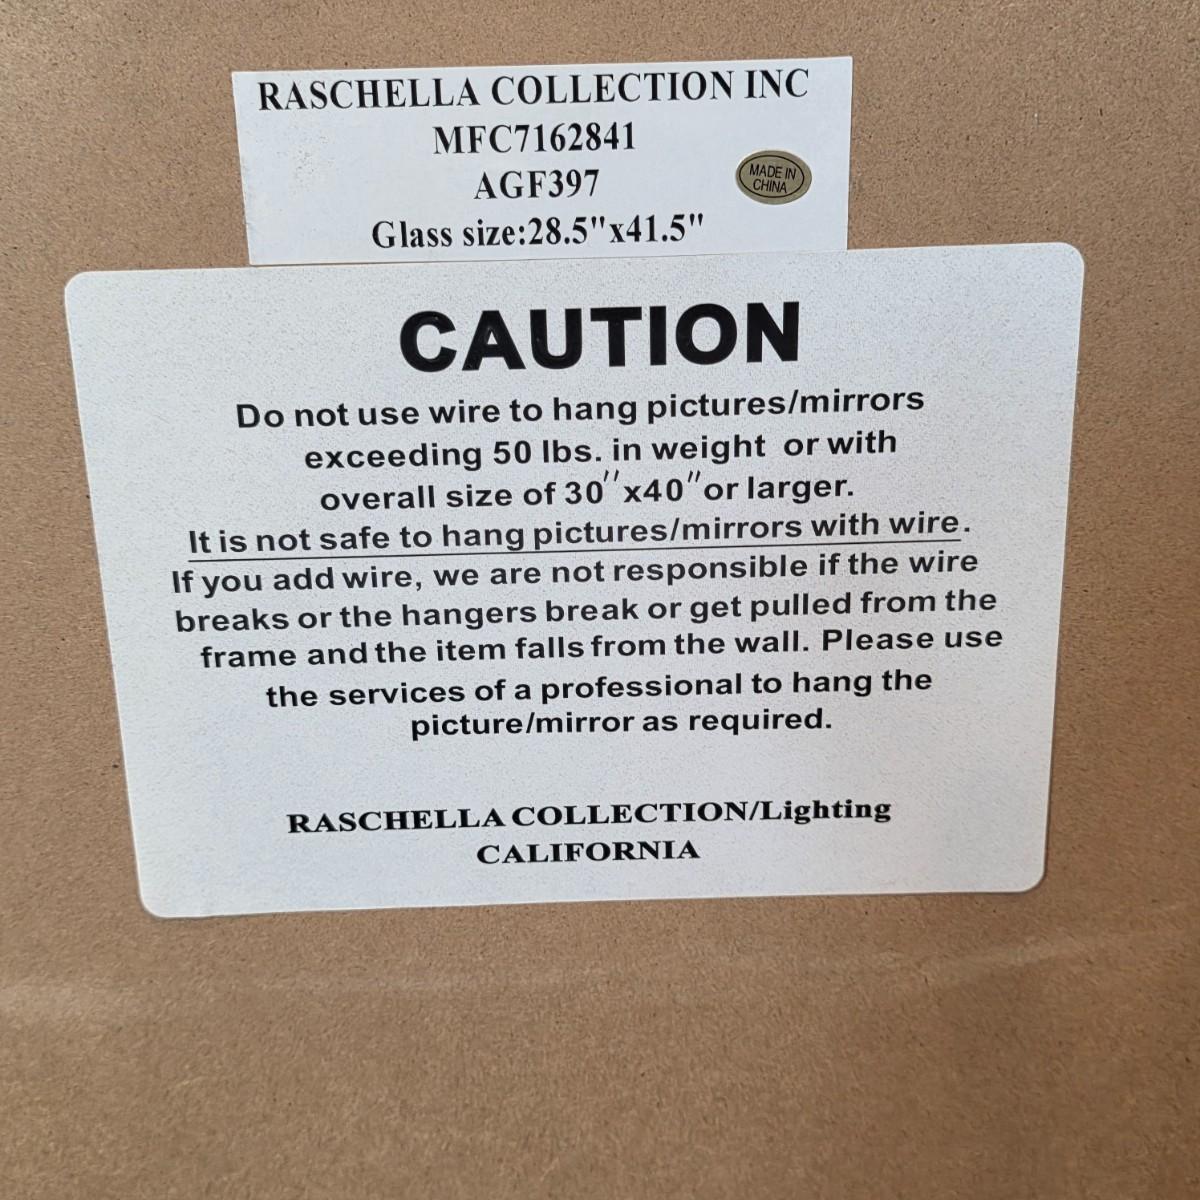 RASCHELLA COLLECTION INC
MFC7162841
AGF397
Glass size:28.5"x41.5"
MADE IN
CHINA
CAUTION
Do not use wire to hang pictures/mirrors
exceeding 50 lbs. in weight or with
overall size of 30"x40" or larger.
It is not safe to hang pictures/mirrors with wire.
If you add wire, we are not responsible if the wire
breaks or the hangers break or get pulled from the
frame and the item falls from the wall. Please use
the services of a professional to hang the
picture/mirror as required.
RASCHELLA COLLECTION/Lighting
CALIFORNIA